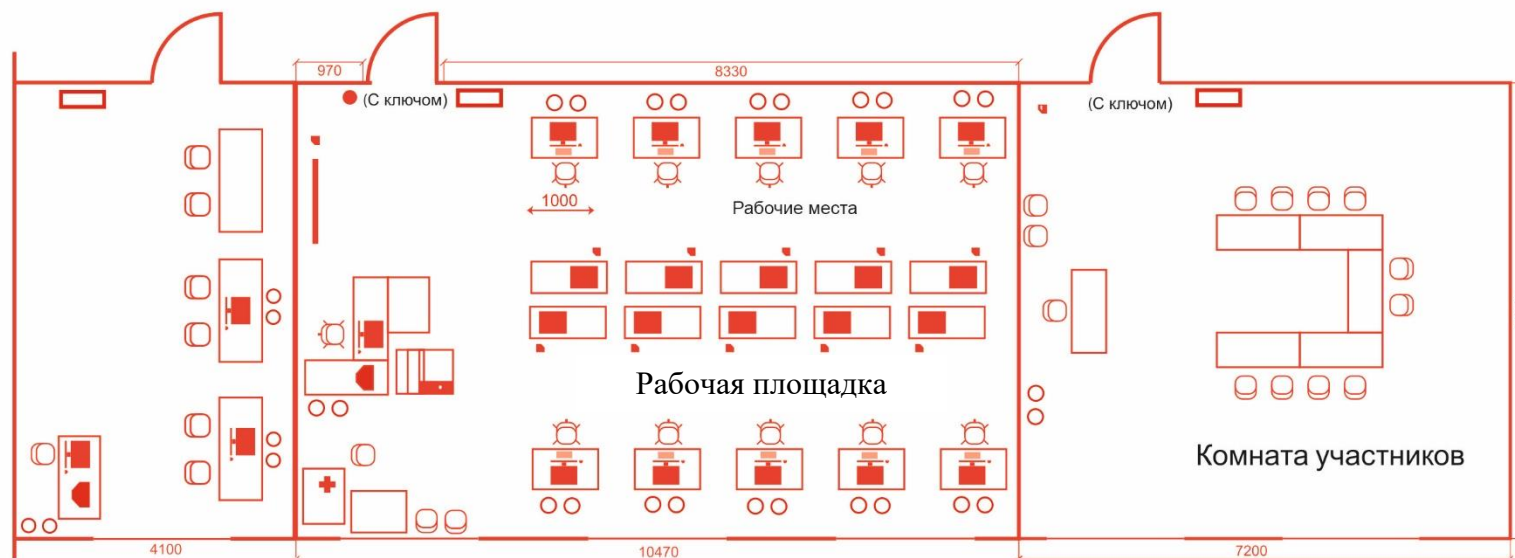 970
8330
(С ключом)
(С ключом)
1000
Рабочие места
Рабочая площадка
Комната участников
4100
10470
7200